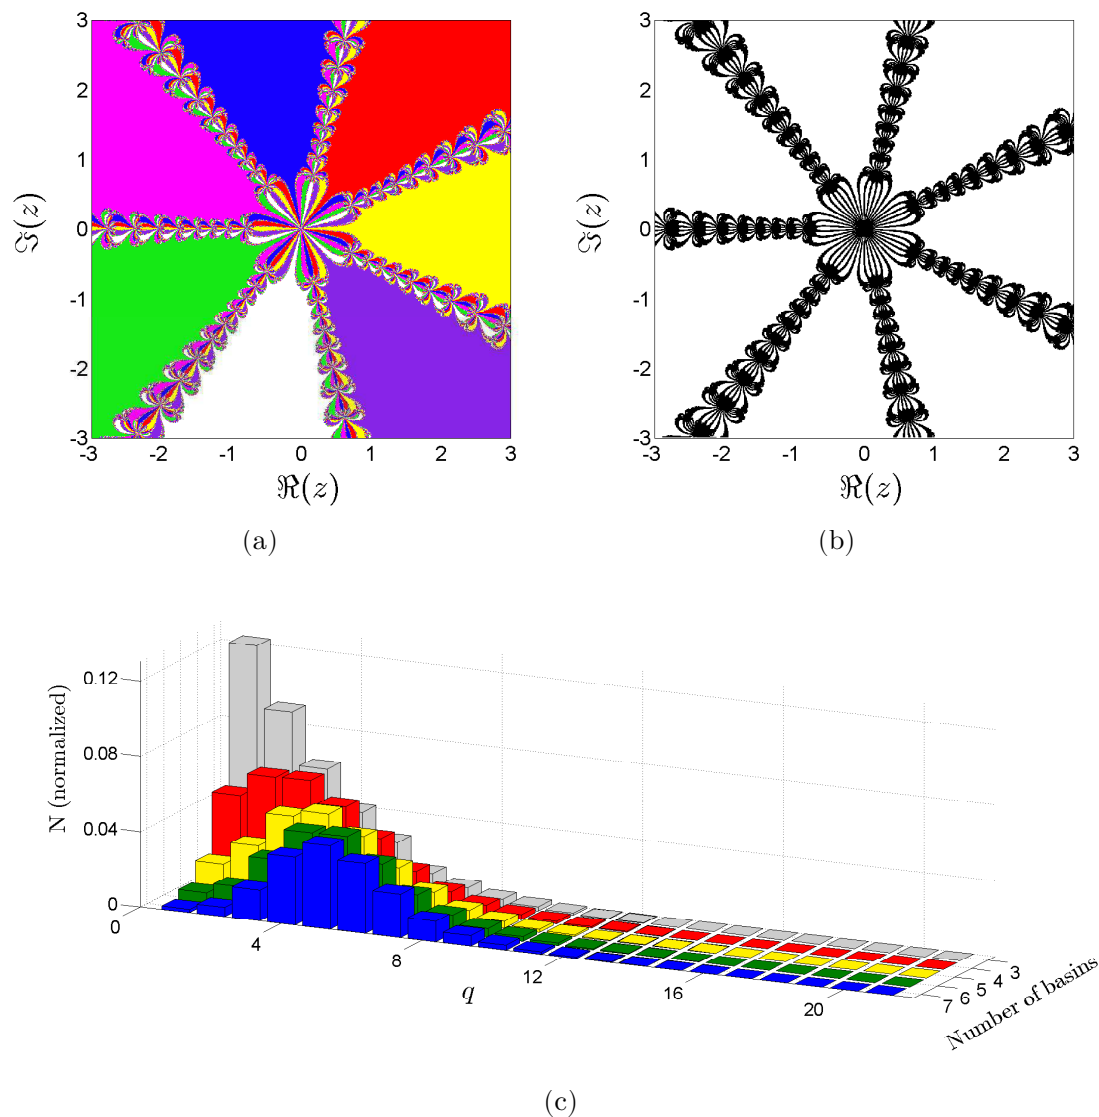 3
2
1
0
-1
-2
-3
ℑ(z)
-3 -2 -1 0 1 2 3
ℜ(z)
(a)
3
2
1
0
-1
-2
-3
ℑ(z)
-3 -2 -1 0 1 2 3
ℜ(z)
(b)
N (normalized)
0.12
0.08
0.04
0
0 4 8 12 16 20
q
7 6 5 4 3
Number of basins
(c)